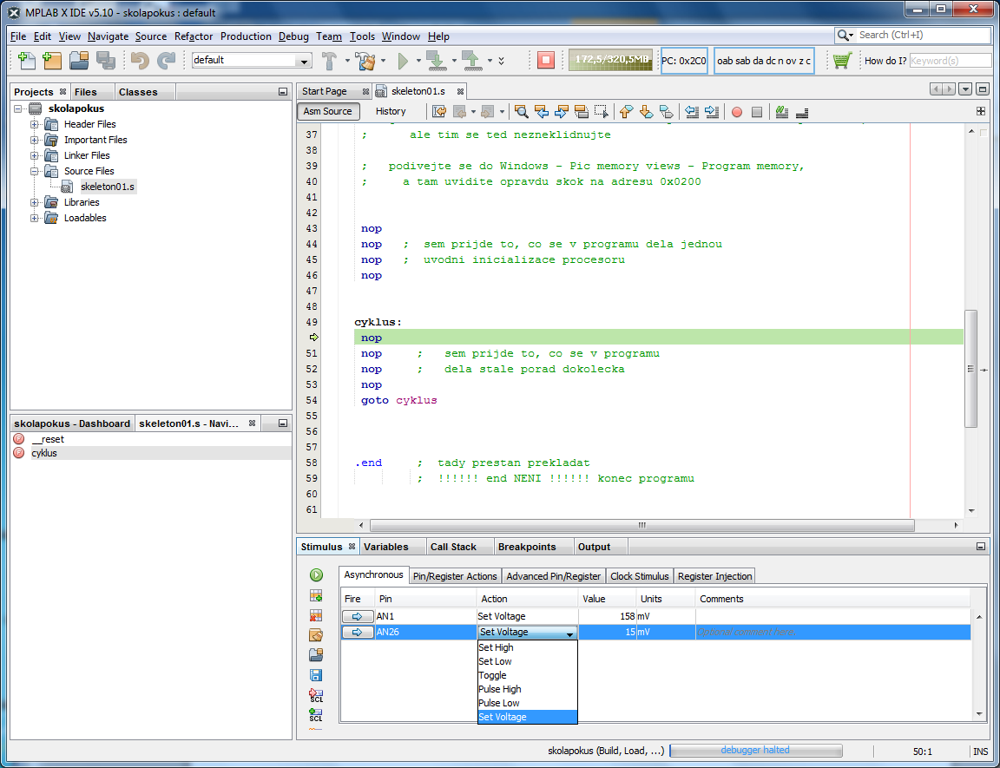 MPLAB X IDE v5.10 - skolapokus : default
File Edit View Navigate Source Refactor Production Debug Team Tools Window Help
Search (Ctrl+I)
default
172,5/320,5MB
PC: 0x2C0
oab sab da dc n ov z c
How do I?
Keyword(s)
Projects
Files
Classes
skolapokus
Header Files
Important Files
Linker Files
Source Files
skeleton01.s
Libraries
Loadables
skolapokus - Dashboard
skeleton01.s - Navi...
__reset
cyklus
Start Page
skeleton01.s
Asm Source
History
37 ; ale tim se ted nezneklidnujte
38
39 ; podivejte se do Windows - Pic memory views - Program memory,
40 ; a tam uvidite opravdu skok na adresu 0x0200
41
42
43 nop
44 nop ; sem prijde to, co se v programu dela jednou
45 nop ; uvodni inicializace procesoru
46 nop
47
48
49 cyklus:
nop
51 nop ; sem prijde to, co se v programu
52 nop ; dela stale porad dokolecka
53 nop
54 goto cyklus
55
56
57
58 .end ; tady prestan prekladat
59 ; !!!!!! end NENI !!!!!! konec programu
60
61
Stimulus
Variables
Call Stack
Breakpoints
Output
Asynchronous
Pin/Register Actions
Advanced Pin/Register
Clock Stimulus
Register Injection
Fire Pin Action Value Units Comments
AN1 Set Voltage 158 mV
AN26 Set Voltage 15 mV Optional comment here.
Set High
Set Low
Toggle
Pulse High
Pulse Low
Set Voltage
SCL
SCL
skolapokus (Build, Load, ...)
debugger halted
50:1
INS